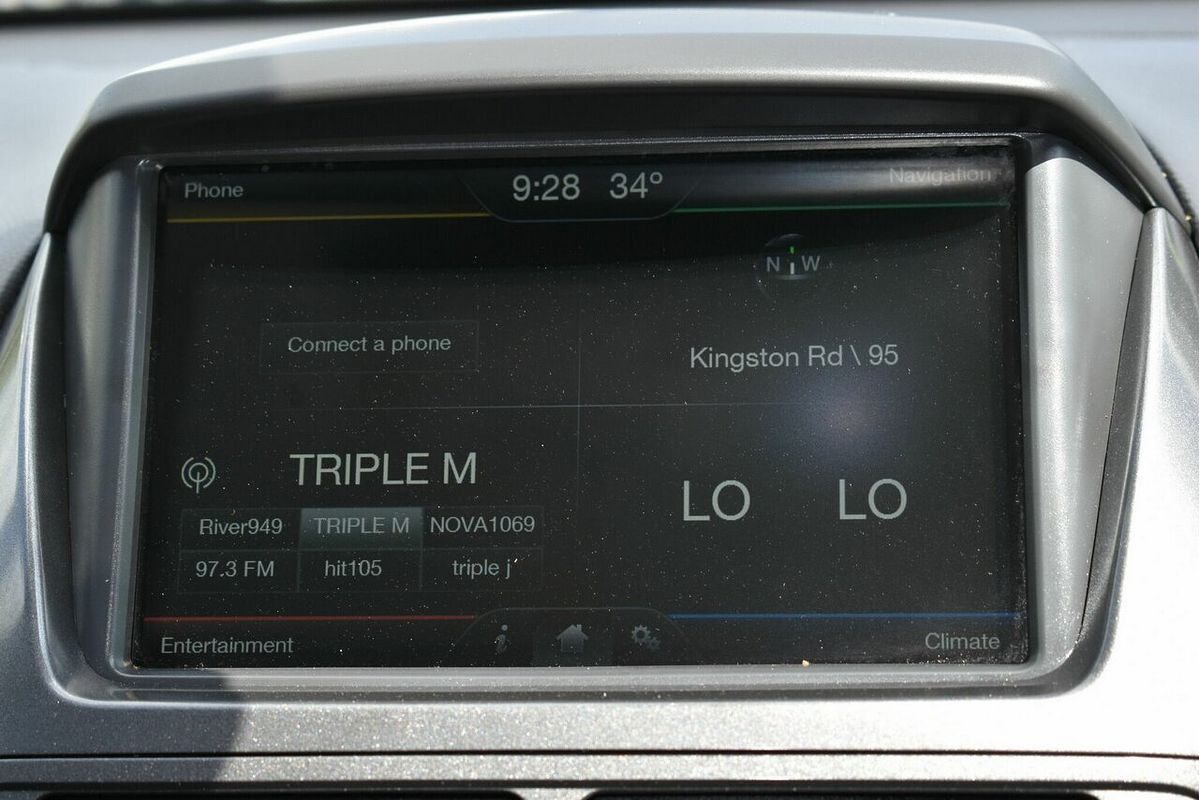 Phone 9:28 34° Navigation
N W
Connect a phone
Kingston Rd \ 95
TRIPLE M
LO LO
River949 TRIPLE M NOVA1069
97.3 FM hit105 triple j
Entertainment Climate